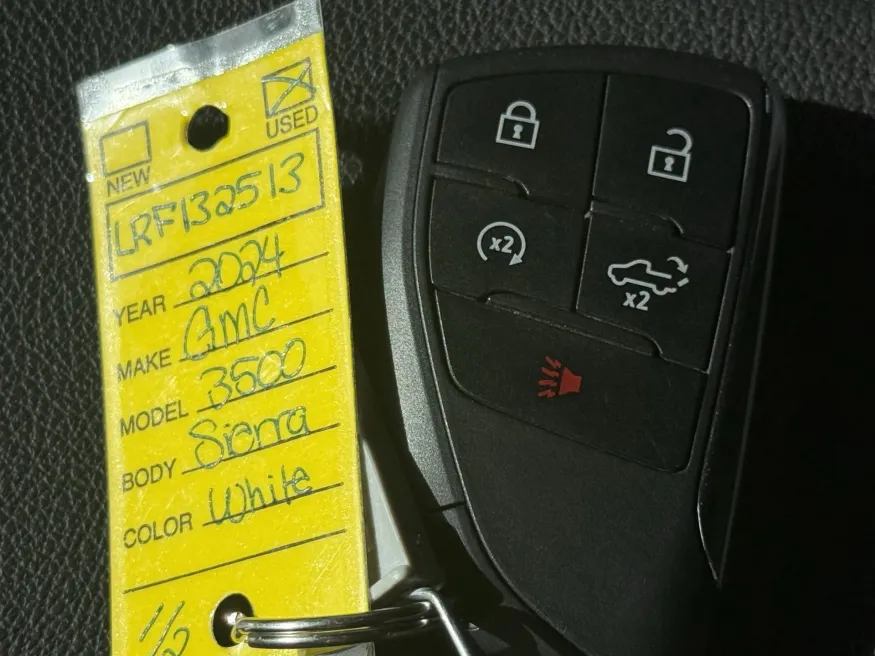 NEW
USED
LRF132513
YEAR 2024
MAKE GMC
MODEL 3500
BODY Sierra
COLOR White
1/2
x2
x2